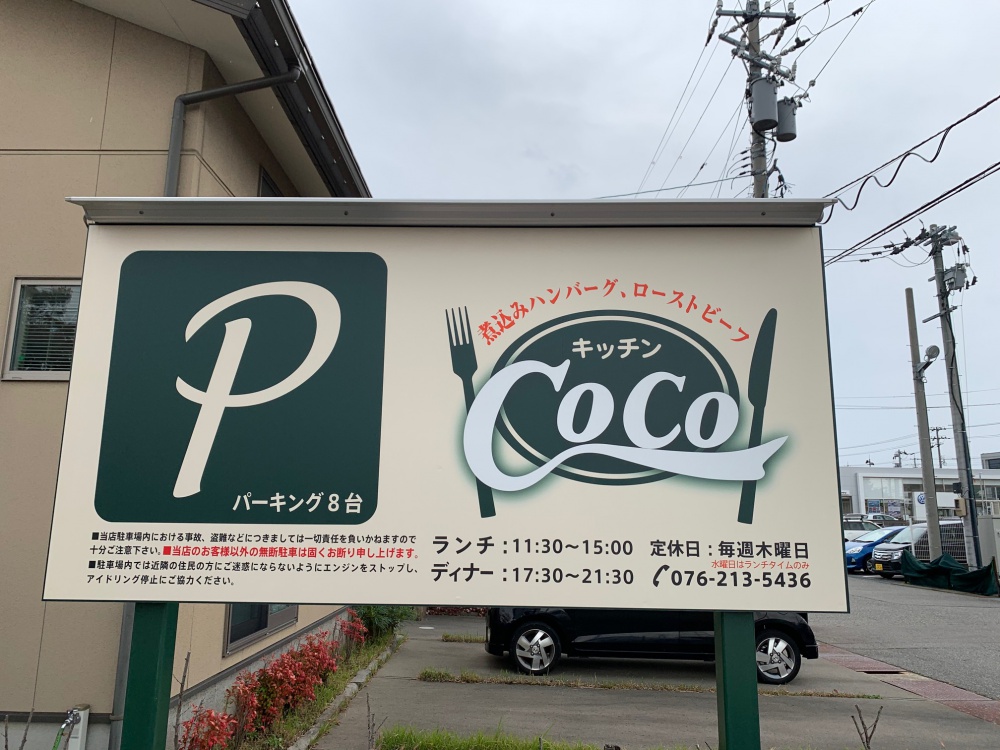 P
パーキング8台
煮込みハンバーグ、ローストビーフ
キッチン
CoCo
■当店駐車場内における事故、盗難などにつきましては一切責任を負いかねますので
十分ご注意下さい。■当店のお客様以外の無断駐車は固くお断り申し上げます。
■駐車場内では近隣の住民の方にご迷惑にならないようにエンジンをストップし、
アイドリング停止にご協力ください。
ランチ:11:30〜15:00 定休日:毎週木曜日
水曜日はランチタイムのみ
ディナー:17:30〜21:30 076-213-5436